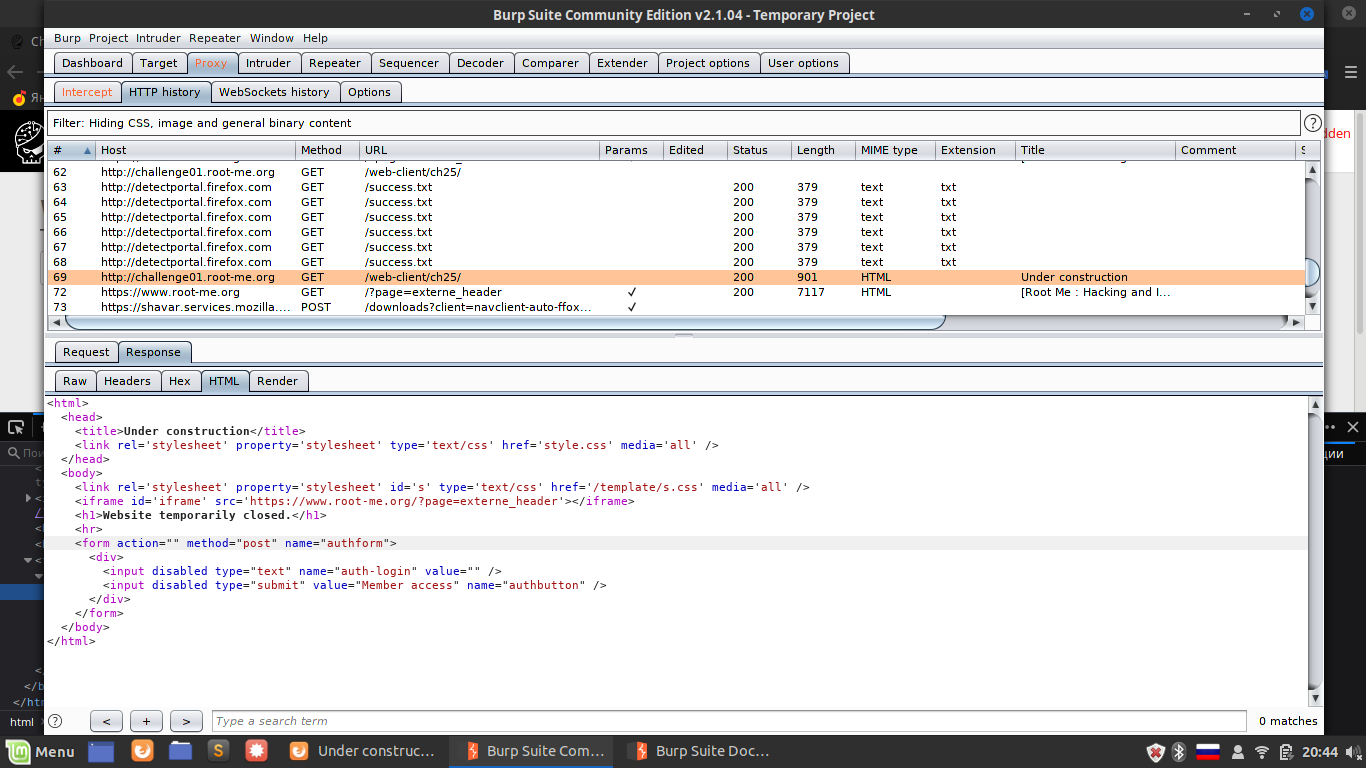 Burp Suite Community Edition v2.1.04 - Temporary Project
Burp Project Intruder Repeater Window Help
Dashboard Target Proxy Intruder Repeater Sequencer Decoder Comparer Extender Project options User options
Intercept HTTP history WebSockets history Options
Filter: Hiding CSS, image and general binary content ?
# Host Method URL Params Edited Status Length MIME type Extension Title Comment
62 http://challenge01.root-me.org GET /web-client/ch25/
63 http://detectportal.firefox.com GET /success.txt 200 379 text txt
64 http://detectportal.firefox.com GET /success.txt 200 379 text txt
65 http://detectportal.firefox.com GET /success.txt 200 379 text txt
66 http://detectportal.firefox.com GET /success.txt 200 379 text txt
67 http://detectportal.firefox.com GET /success.txt 200 379 text txt
68 http://detectportal.firefox.com GET /success.txt 200 379 text txt
69 http://challenge01.root-me.org GET /web-client/ch25/ 200 901 HTML Under construction
72 https://www.root-me.org GET /?page=externe_header ✓ 200 7117 HTML [Root Me : Hacking and I...
73 https://shavar.services.mozilla.... POST /downloads?client=navclient-auto-ffox... ✓
Request Response
Raw Headers Hex HTML Render
<html>
<head>
<title>Under construction</title>
<link rel='stylesheet' property='stylesheet' type='text/css' href='style.css' media='all' />
</head>
<body>
<link rel='stylesheet' property='stylesheet' id='s' type='text/css' href='/template/s.css' media='all' />
<iframe id='iframe' src='https://www.root-me.org/?page=externe_header'></iframe>
<h1>Website temporarily closed.</h1>
<hr>
<form action="" method="post" name="authform">
<div>
<input disabled type="text" name="auth-login" value="" />
<input disabled type="submit" value="Member access" name="authbutton" />
</div>
</form>
</body>
</html>
? < + > Type a search term 0 matches
html
Menu S Under construc... Burp Suite Com... Burp Suite Doc... 20:44